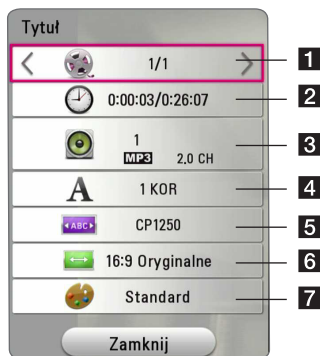 Tytuł
1/1 1
0:00:03/0:26:07 2
1 3
MP3 2.0 CH
A 1 KOR 4
ABC CP1250 5
16:9 Oryginalne 6
Standard 7
Zamknij